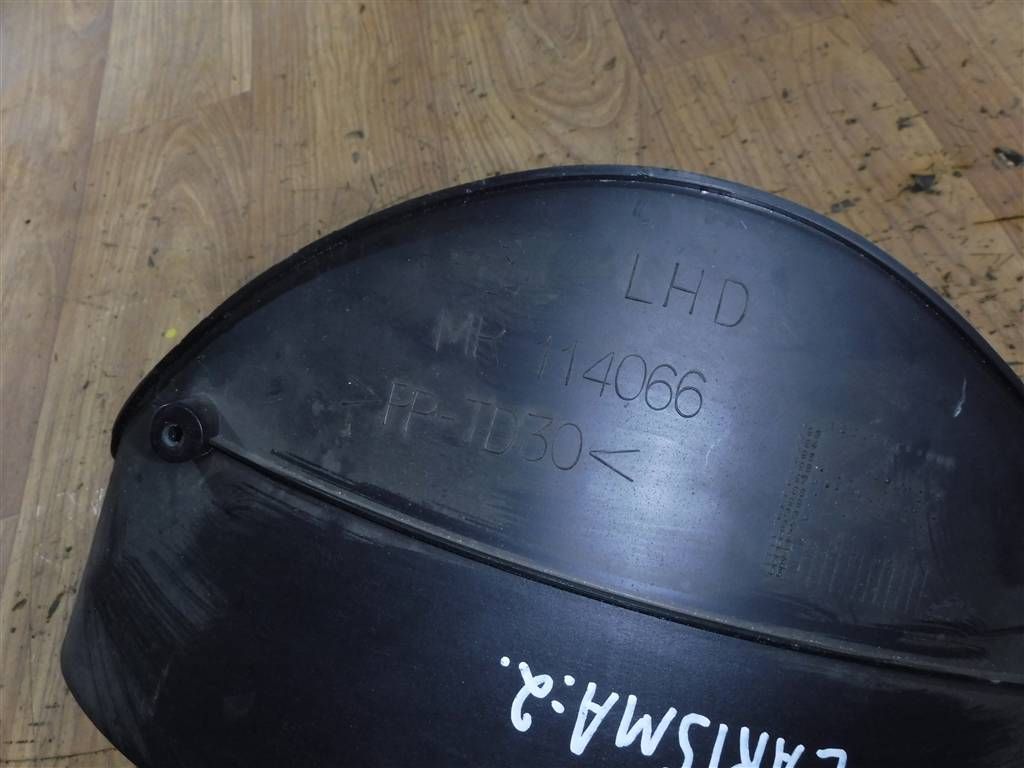 LHD
MR 114066
>PP-TD30<
CARISMA:2.